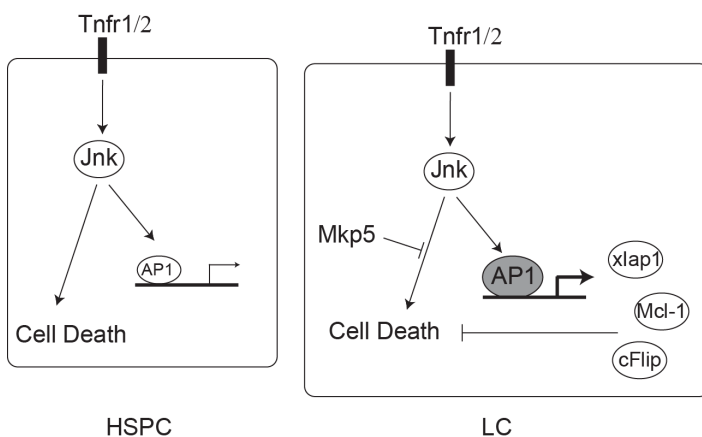 Tnfr1/2
Jnk
AP1
Cell Death
HSPC
Tnfr1/2
Jnk
Mkp5
AP1
xIap1
Mcl-1
Cell Death
cFlip
LC